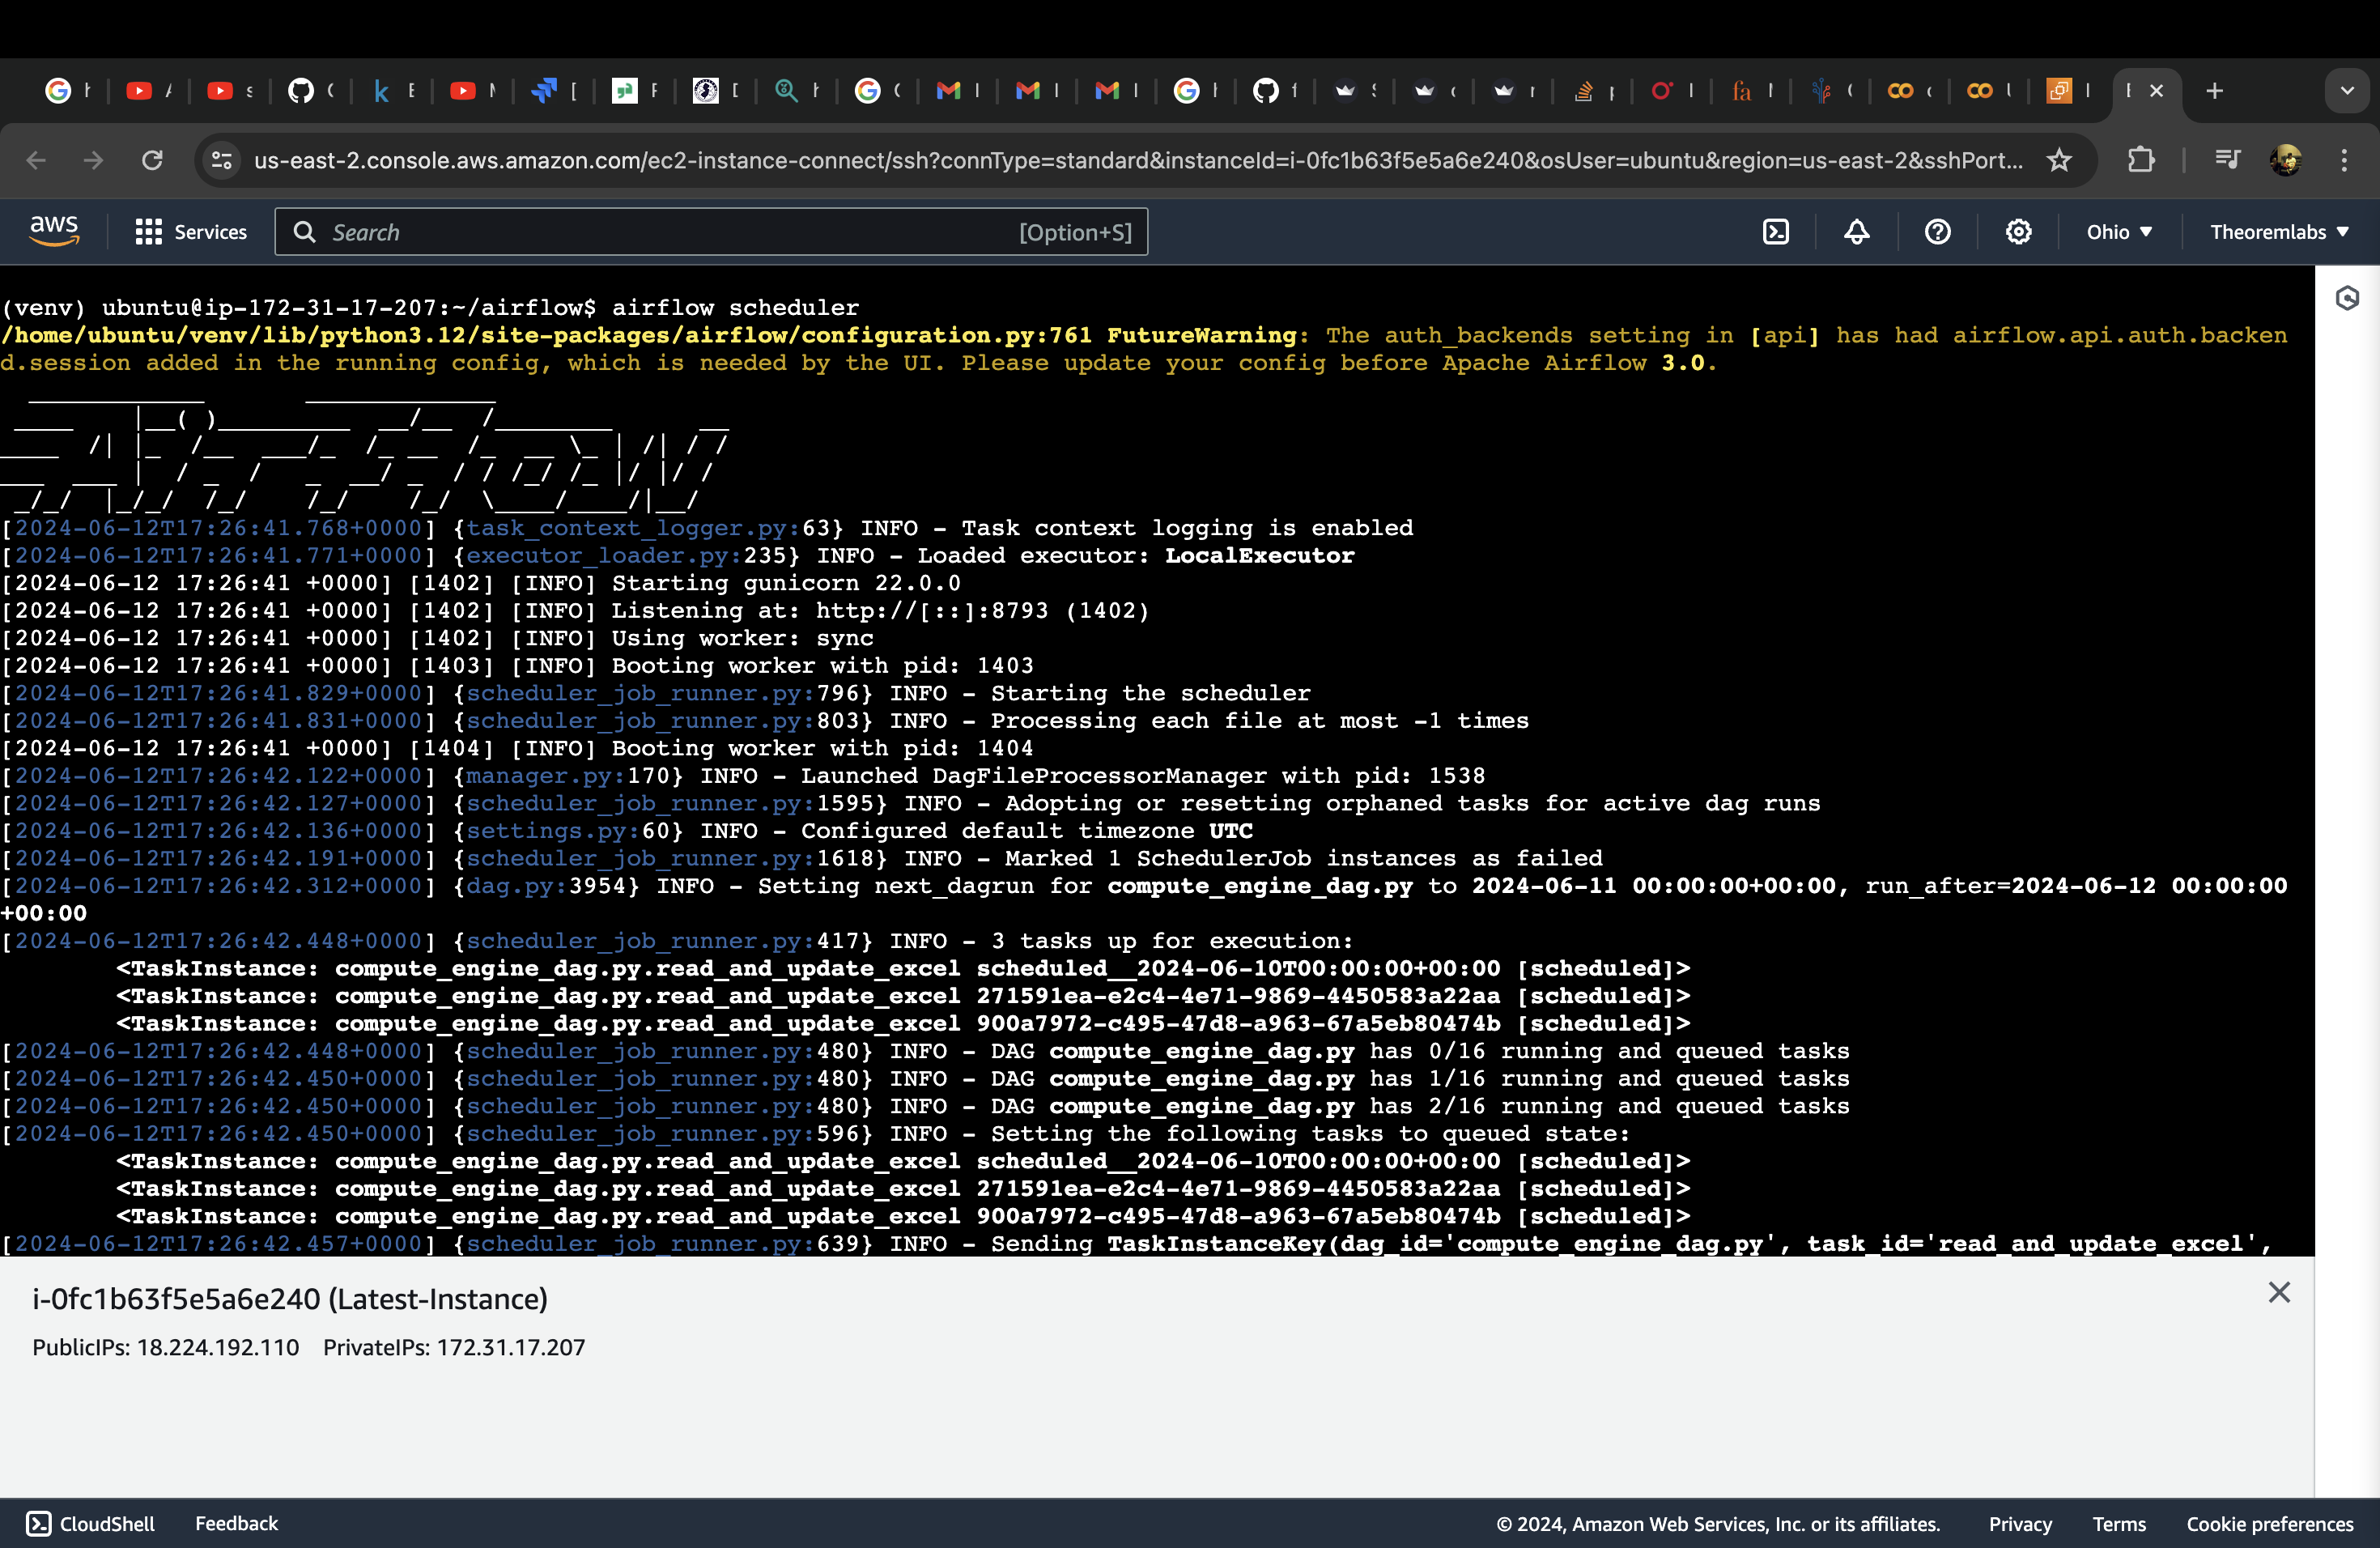 us-east-2.console.aws.amazon.com/ec2-instance-connect/ssh?connType=standard&instanceId=i-0fc1b63f5e5a6e240&osUser=ubuntu&region=us-east-2&sshPort...
aws Services Search [Option+S] Ohio Theoremlabs
(venv) ubuntu@ip-172-31-17-207:~/airflow$ airflow scheduler
/home/ubuntu/venv/lib/python3.12/site-packages/airflow/configuration.py:761 FutureWarning: The auth_backends setting in [api] has had airflow.api.auth.backen
d.session added in the running config, which is needed by the UI. Please update your config before Apache Airflow 3.0.
Airflow
[2024-06-12T17:26:41.768+0000] {task_context_logger.py:63} INFO - Task context logging is enabled
[2024-06-12T17:26:41.771+0000] {executor_loader.py:235} INFO - Loaded executor: LocalExecutor
[2024-06-12 17:26:41 +0000] [1402] [INFO] Starting gunicorn 22.0.0
[2024-06-12 17:26:41 +0000] [1402] [INFO] Listening at: http://[::]:8793 (1402)
[2024-06-12 17:26:41 +0000] [1402] [INFO] Using worker: sync
[2024-06-12 17:26:41 +0000] [1403] [INFO] Booting worker with pid: 1403
[2024-06-12T17:26:41.829+0000] {scheduler_job_runner.py:796} INFO - Starting the scheduler
[2024-06-12T17:26:41.831+0000] {scheduler_job_runner.py:803} INFO - Processing each file at most -1 times
[2024-06-12 17:26:41 +0000] [1404] [INFO] Booting worker with pid: 1404
[2024-06-12T17:26:42.122+0000] {manager.py:170} INFO - Launched DagFileProcessorManager with pid: 1538
[2024-06-12T17:26:42.127+0000] {scheduler_job_runner.py:1595} INFO - Adopting or resetting orphaned tasks for active dag runs
[2024-06-12T17:26:42.136+0000] {settings.py:60} INFO - Configured default timezone UTC
[2024-06-12T17:26:42.191+0000] {scheduler_job_runner.py:1618} INFO - Marked 1 SchedulerJob instances as failed
[2024-06-12T17:26:42.312+0000] {dag.py:3954} INFO - Setting next_dagrun for compute_engine_dag.py to 2024-06-11 00:00:00+00:00, run_after=2024-06-12 00:00:00
+00:00
[2024-06-12T17:26:42.448+0000] {scheduler_job_runner.py:417} INFO - 3 tasks up for execution:
<TaskInstance: compute_engine_dag.py.read_and_update_excel scheduled__2024-06-10T00:00:00+00:00 [scheduled]>
<TaskInstance: compute_engine_dag.py.read_and_update_excel 271591ea-e2c4-4e71-9869-4450583a22aa [scheduled]>
<TaskInstance: compute_engine_dag.py.read_and_update_excel 900a7972-c495-47d8-a963-67a5eb80474b [scheduled]>
[2024-06-12T17:26:42.448+0000] {scheduler_job_runner.py:480} INFO - DAG compute_engine_dag.py has 0/16 running and queued tasks
[2024-06-12T17:26:42.450+0000] {scheduler_job_runner.py:480} INFO - DAG compute_engine_dag.py has 1/16 running and queued tasks
[2024-06-12T17:26:42.450+0000] {scheduler_job_runner.py:480} INFO - DAG compute_engine_dag.py has 2/16 running and queued tasks
[2024-06-12T17:26:42.450+0000] {scheduler_job_runner.py:596} INFO - Setting the following tasks to queued state:
<TaskInstance: compute_engine_dag.py.read_and_update_excel scheduled__2024-06-10T00:00:00+00:00 [scheduled]>
<TaskInstance: compute_engine_dag.py.read_and_update_excel 271591ea-e2c4-4e71-9869-4450583a22aa [scheduled]>
<TaskInstance: compute_engine_dag.py.read_and_update_excel 900a7972-c495-47d8-a963-67a5eb80474b [scheduled]>
[2024-06-12T17:26:42.457+0000] {scheduler_job_runner.py:639} INFO - Sending TaskInstanceKey(dag_id='compute_engine_dag.py', task_id='read_and_update_excel',
i-0fc1b63f5e5a6e240 (Latest-Instance)
PublicIPs: 18.224.192.110 PrivateIPs: 172.31.17.207
CloudShell Feedback © 2024, Amazon Web Services, Inc. or its affiliates. Privacy Terms Cookie preferences